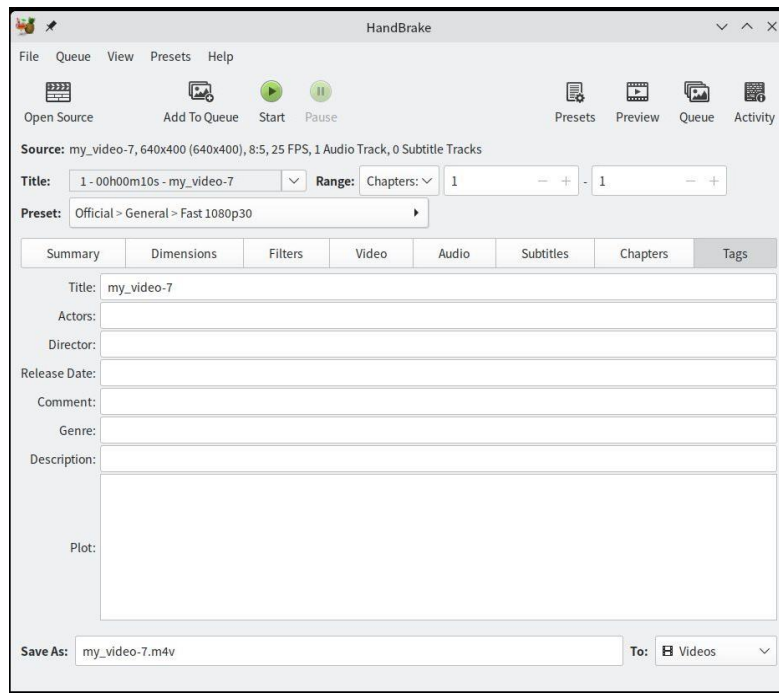 HandBrake
File Queue View Presets Help
Open Source Add To Queue Start Pause Presets Preview Queue Activity
Source: my_video-7, 640x400 (640x400), 8:5, 25 FPS, 1 Audio Track, 0 Subtitle Tracks
Title: 1 - 00h00m10s - my_video-7 Range: Chapters: 1 - + - 1 - +
Preset: Official > General > Fast 1080p30
Summary Dimensions Filters Video Audio Subtitles Chapters Tags
Title: my_video-7
Actors:
Director:
Release Date:
Comment:
Genre:
Description:
Plot:
Save As: my_video-7.m4v To: Videos